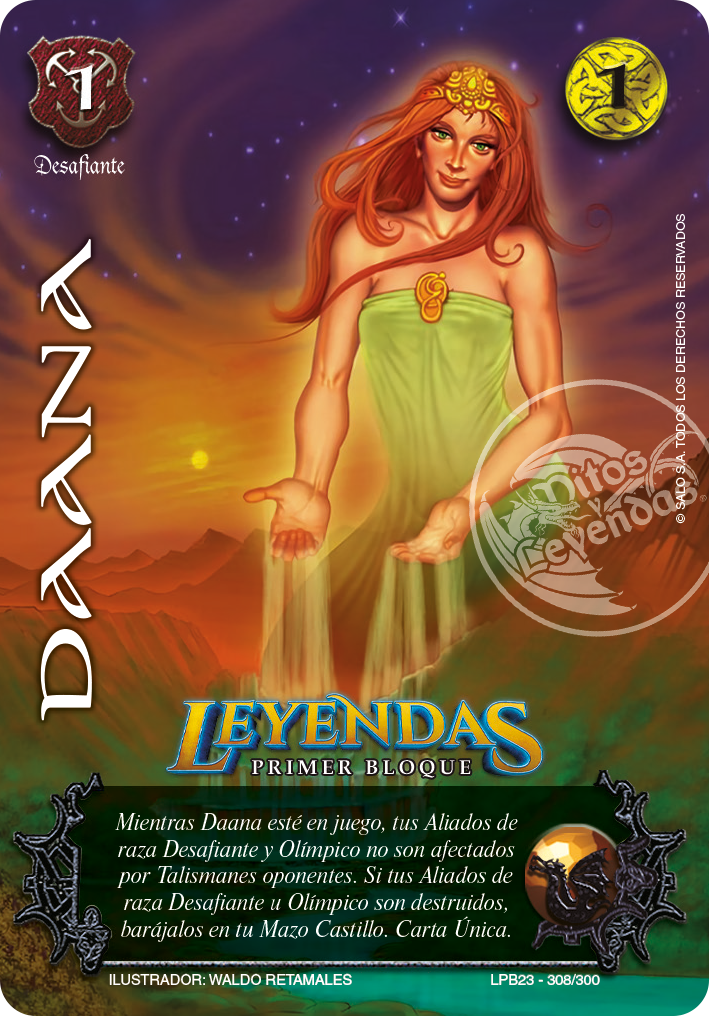 1
1
Desafiante
DAANA
© SALO S.A. TODOS LOS DERECHOS RESERVADOS
Mitos
y
Leyendas®
LEYENDAS
PRIMER BLOQUE
Mientras Daana esté en juego, tus Aliados de
raza Desafiante y Olímpico no son afectados
por Talismanes oponentes. Si tus Aliados de
raza Desafiante u Olímpico son destruidos,
barájalos en tu Mazo Castillo. Carta Única.
ILUSTRADOR: WALDO RETAMALES
LPB23 - 308/300